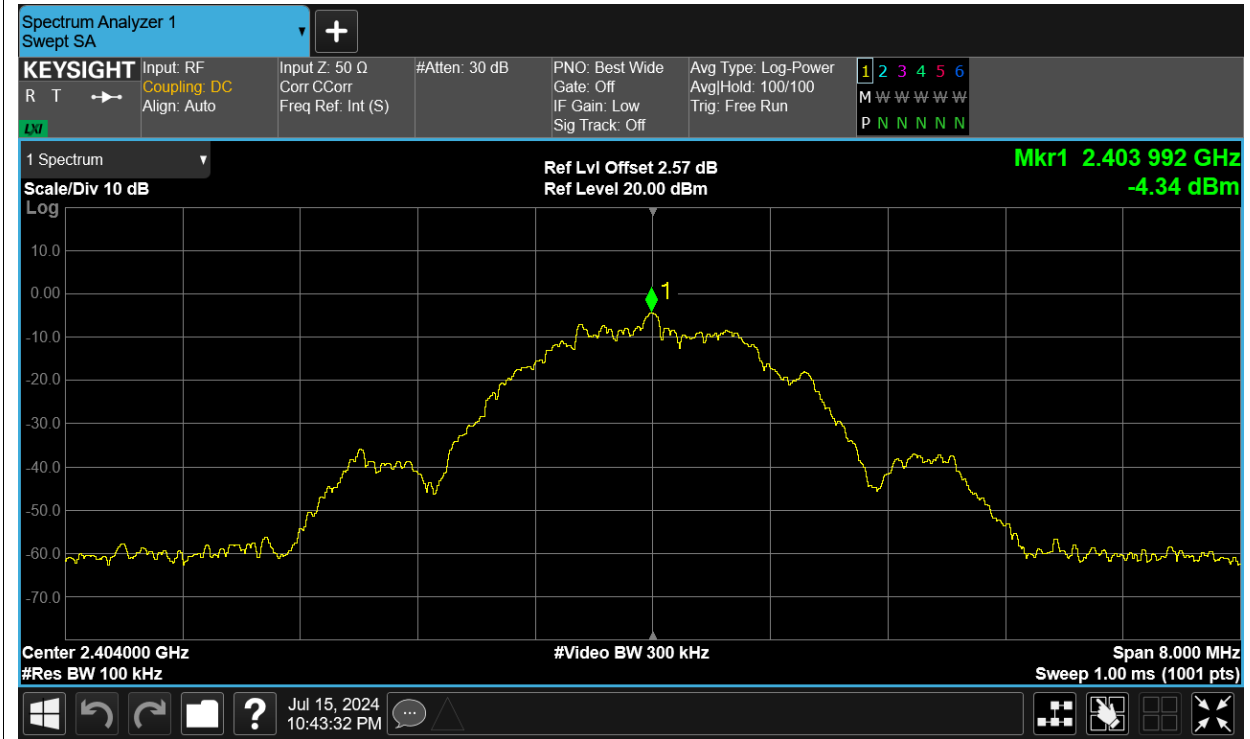 Spectrum Analyzer 1
Swept SA
KEYSIGHT
R T
LXI
Input: RF
Coupling: DC
Align: Auto
Input Z: 50 Ω
Corr CCorr
Freq Ref: Int (S)
#Atten: 30 dB
PNO: Best Wide
Gate: Off
IF Gain: Low
Sig Track: Off
Avg Type: Log-Power
Avg|Hold: 100/100
Trig: Free Run
1 2 3 4 5 6
M W W W W W
P N N N N N
1 Spectrum
Scale/Div 10 dB
Log
Ref Lvl Offset 2.57 dB
Ref Level 20.00 dBm
Mkr1 2.403 992 GHz
-4.34 dBm
10.0
0.00
-10.0
-20.0
-30.0
-40.0
-50.0
-60.0
-70.0
1
Center 2.404000 GHz
#Res BW 100 kHz
#Video BW 300 kHz
Span 8.000 MHz
Sweep 1.00 ms (1001 pts)
?
Jul 15, 2024
10:43:32 PM